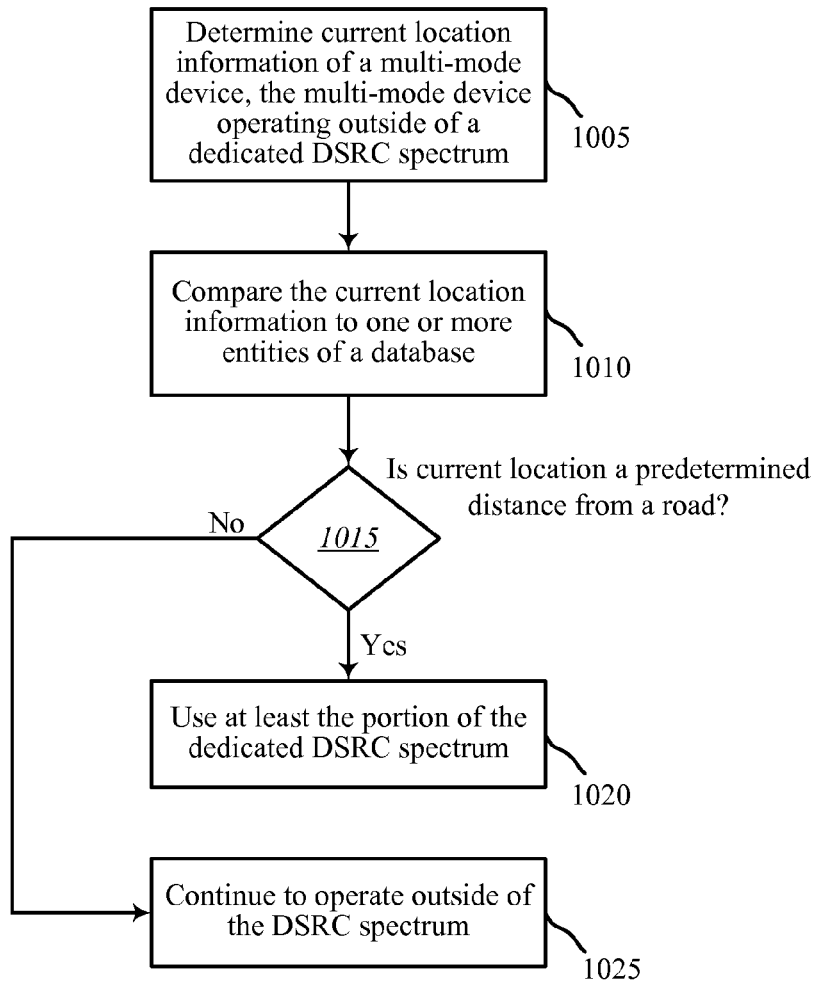 Determine current location
information of a multi-mode
device, the multi-mode device
operating outside of a
dedicated DSRC spectrum
1005
Compare the current location
information to one or more
entities of a database
1010
Is current location a predetermined
distance from a road?
No
1015
Yes
Use at least the portion of the
dedicated DSRC spectrum
1020
Continue to operate outside of
the DSRC spectrum
1025